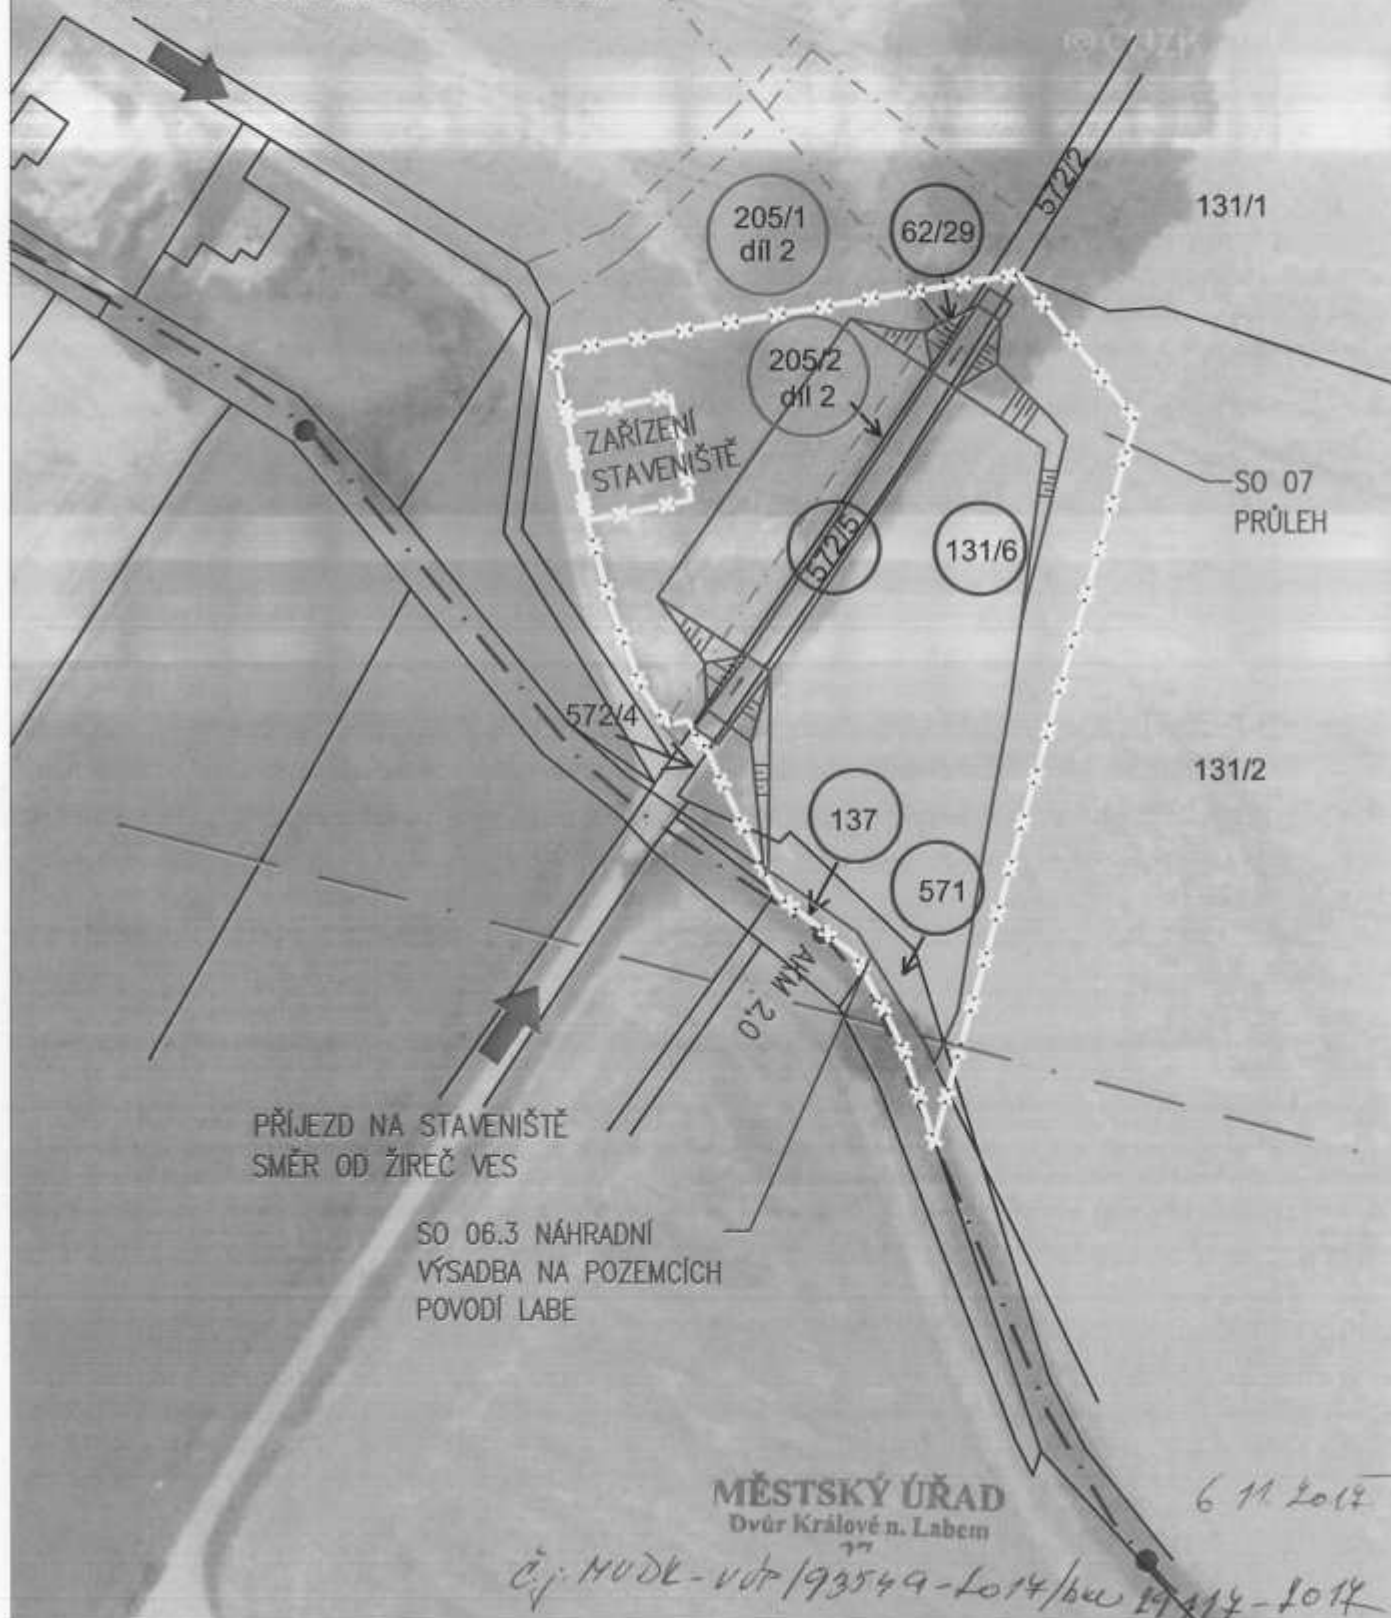 © ČÚZK
572/2
131/1
205/1
díl 2
62/29
205/2
díl 2
ZAŘÍZENÍ
STAVENIŠTĚ
SO 07
PRŮLEH
572/5
131/6
572/4
131/2
137
571
AKM 2,0
PŘÍJEZD NA STAVENIŠTĚ
SMĚR OD ŽIREČ VES
SO 06.3 NÁHRADNÍ
VÝSADBA NA POZEMCÍCH
POVODÍ LABE
MĚSTSKÝ ÚŘAD
Dvůr Králové n. Labem
6 11 2017
Č.j. MUDK-VÚP/93549-2017/